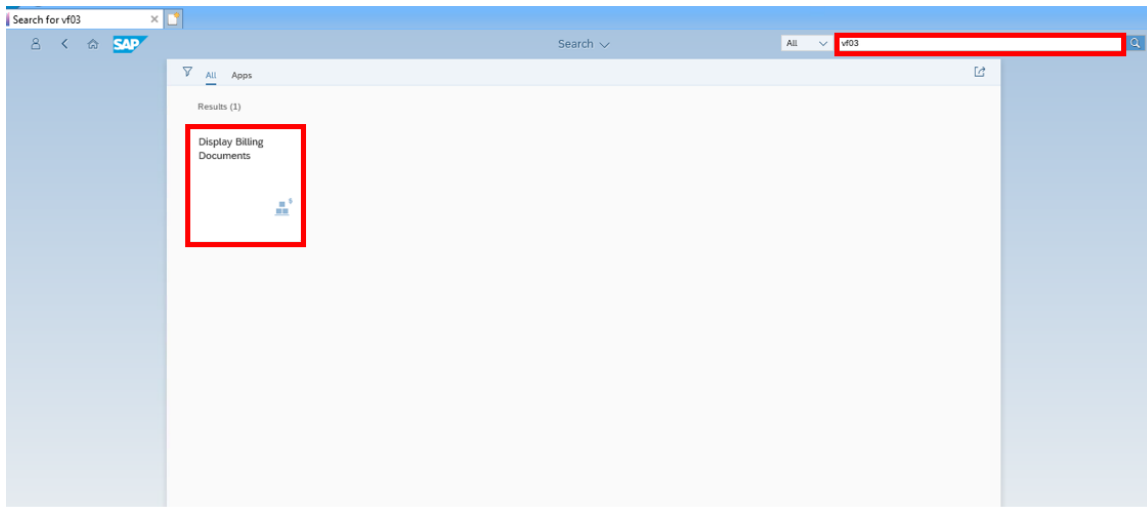 Search for vf03
SAP
Search
All
vf03
All Apps
Results (1)
Display Billing
Documents